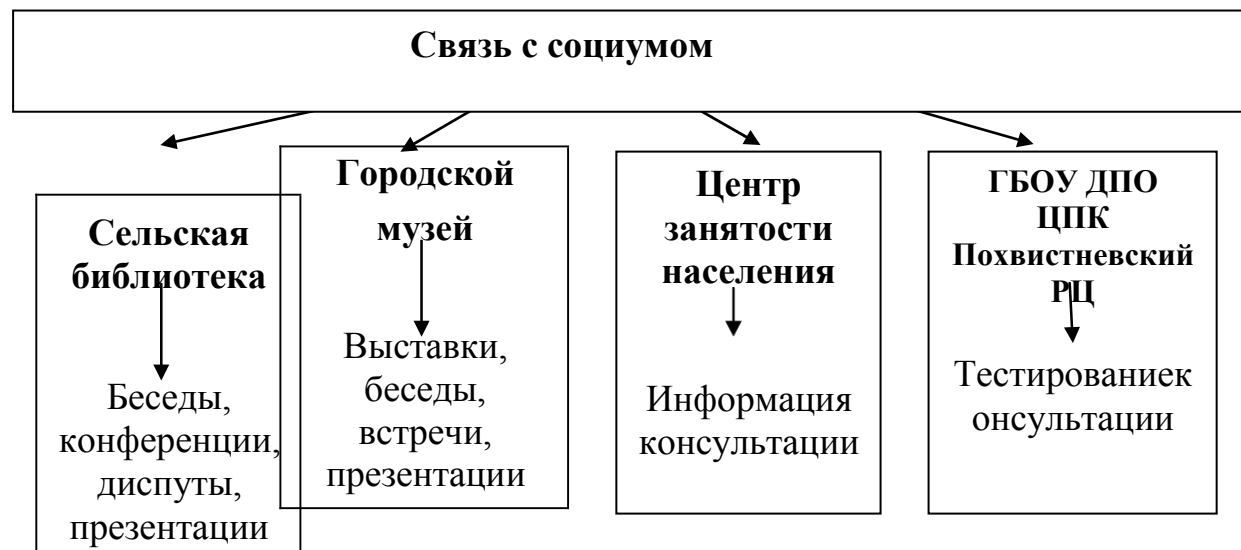 Связь с социумом
Сельская
библиотека
Беседы,
конференции,
диспуты,
презентации
Городской
музей
Выставки,
беседы,
встречи,
презентации
Центр
занятости
населения
Информация
консультации
ГБОУ ДПО
ЦПК
Похвистневский
РЦ
Тестированиек
онсультации